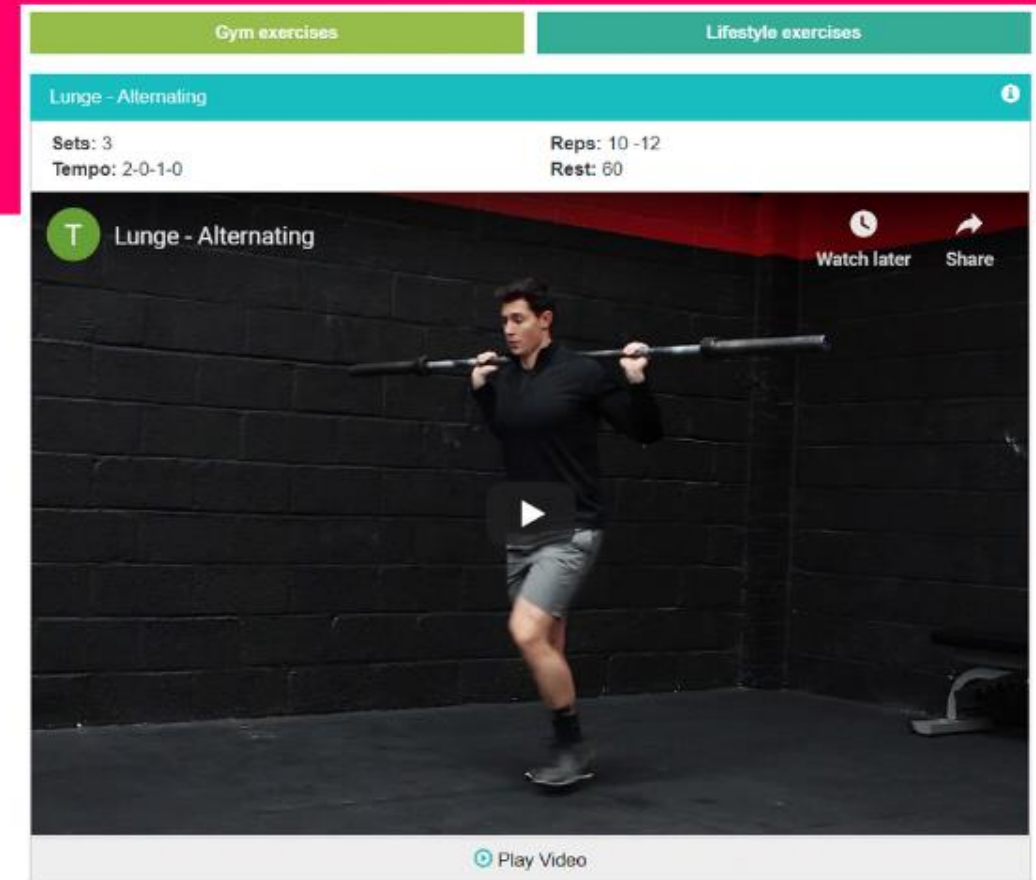 Gym exercises
Lifestyle exercises
Lunge - Alternating
Sets: 3
Reps: 10 -12
Tempo: 2-0-1-0
Rest: 60
T
Lunge - Alternating
Watch later
Share
Play Video